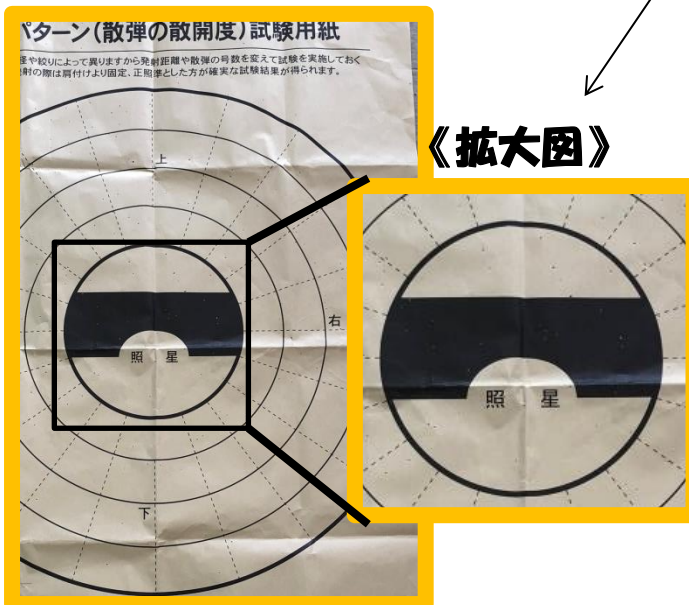 パターン(散弾の散開度)試験用紙
径や絞りによって異りますから発射距離や散弾の号数を変えて試験を実施しておく
射の際は肩付けより固定、正照準とした方が確実な試験結果が得られます。
《拡大図》
上
右
照 星
下
照 星